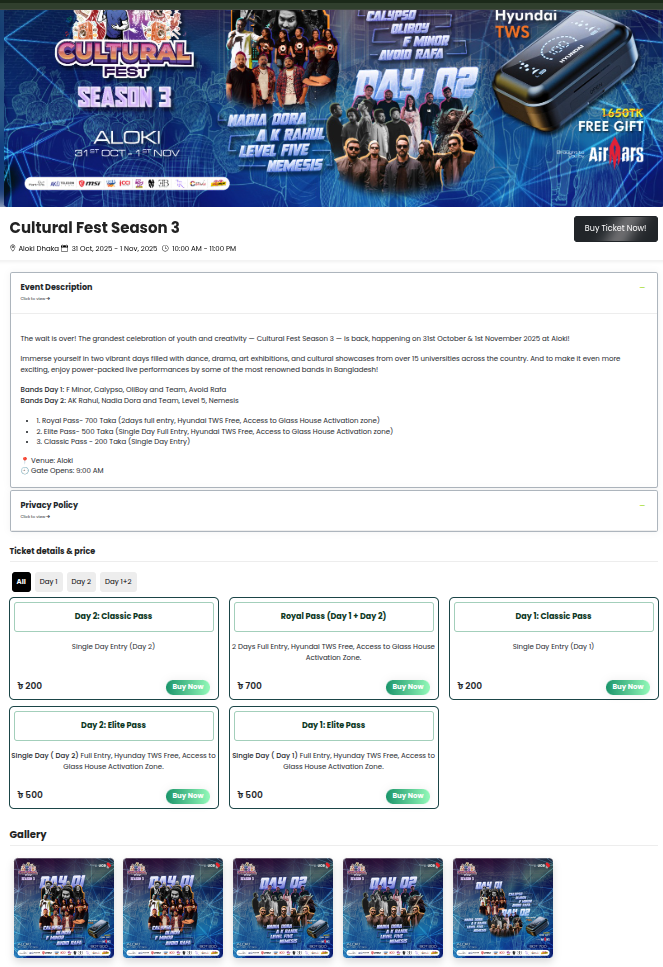 CULTURAL
FEST
SEASON 3
ALOKI
31ST OCT - 1ST NOV
msi
CALYPSO
OLIBOY
F MINOR
AVOID RAFA
DAY 02
NADIA DORA
A K RAHUL
LEVEL FIVE
NEMESIS
Hyundai
TWS
HYUNDAI
1650TK
FREE GIFT
AirMars
Cultural Fest Season 3
Buy Ticket Now!
Aloki Dhaka 31 Oct, 2025 - 1 Nov, 2025 10:00 AM - 11:00 PM
Event Description
Click to view
The wait is over! The grandest celebration of youth and creativity — Cultural Fest Season 3 — is back, happening on 31st October & 1st November 2025 at Aloki!
Immerse yourself in two vibrant days filled with dance, drama, art exhibitions, and cultural showcases from over 15 universities across the country. And to make it even more
exciting, enjoy power-packed live performances by some of the most renowned bands in Bangladesh!
Bands Day 1: F Minor, Calypso, OliBoy and Team, Avoid Rafa
Bands Day 2: AK Rahul, Nadia Dora and Team, Level 5, Nemesis
• 1. Royal Pass- 700 Taka (2days full entry, Hyundai TWS Free, Access to Glass House Activation zone)
• 2. Elite Pass- 500 Taka (Single Day Full Entry, Hyundai TWS Free, Access to Glass House Activation zone)
• 3. Classic Pass - 200 Taka (Single Day Entry)
📍 Venue: Aloki
🕘 Gate Opens: 9:00 AM
Privacy Policy
Click to view
Ticket details & price
All Day 1 Day 2 Day 1+2
Day 2: Classic Pass
Single Day Entry (Day 2)
৳ 200 Buy Now
Royal Pass (Day 1 + Day 2)
2 Days Full Entry, Hyundai TWS Free, Access to Glass House
Activation Zone.
৳ 700 Buy Now
Day 1: Classic Pass
Single Day Entry (Day 1)
৳ 200 Buy Now
Day 2: Elite Pass
Single Day ( Day 2) Full Entry, Hyunday TWS Free, Access to
Glass House Activation Zone.
৳ 500 Buy Now
Day 1: Elite Pass
Single Day ( Day 1) Full Entry, Hyundai TWS Free, Access to
Glass House Activation Zone.
৳ 500 Buy Now
Gallery
DAY 01
DAY 01
DAY 02
DAY 02
DAY 01
DAY 02